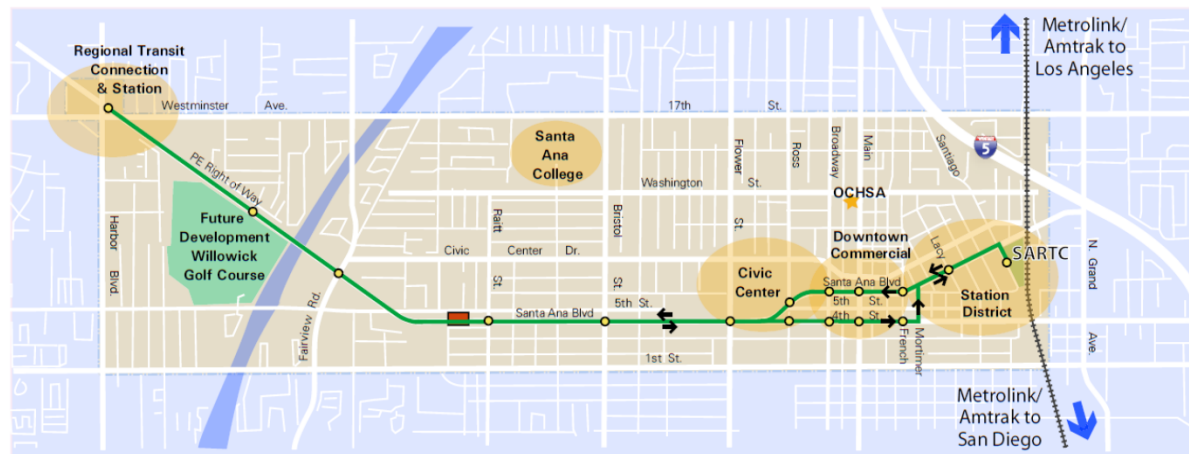 Metrolink/
Amtrak to
Los Angeles
Regional Transit
Connection
& Station
Westminster Ave.
17th St.
Santa
Ana
College
PE Right of Way
Washington St.
Flower
St.
Ross
Broadway
Main
Santiago
5
OCHSA
Future
Development
Willowick
Golf Course
Harbor
Blvd.
Raitt
St.
Bristol
St.
Civic Center Dr.
Downtown
Commercial
Lacy
SARTC
N. Grand
Ave.
Civic
Center
Santa Ana Blvd
5th St.
4th St
Station
District
5th St.
Santa Ana Blvd
Fairview Rd.
French
Mortimer
1st St.
Metrolink/
Amtrak to
San Diego